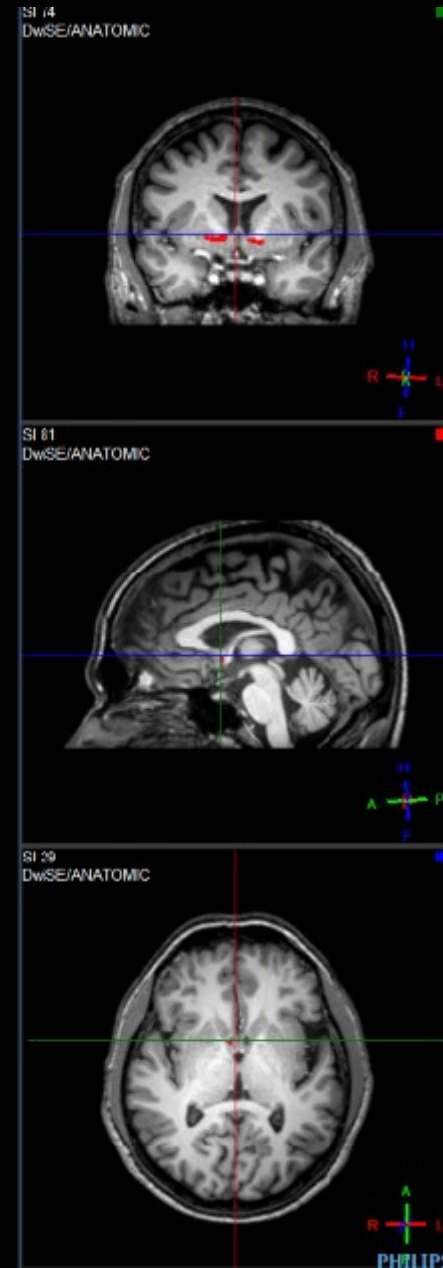 SI 74
DwiSE/ANATOMIC
H
R L
SI 81
DwiSE/ANATOMIC
H
A P
F
SI 29
DwiSE/ANATOMIC
A
R L
PHILIPS